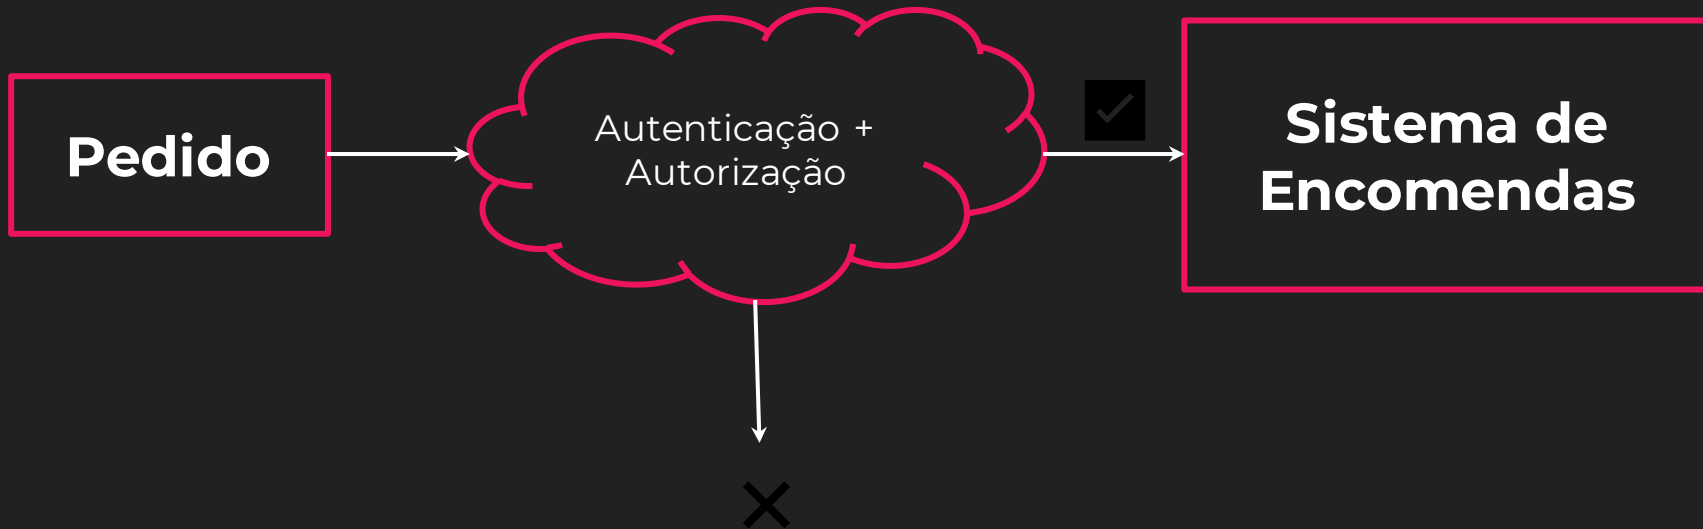 Pedido
Autenticação +
Autorização
Sistema de
Encomendas